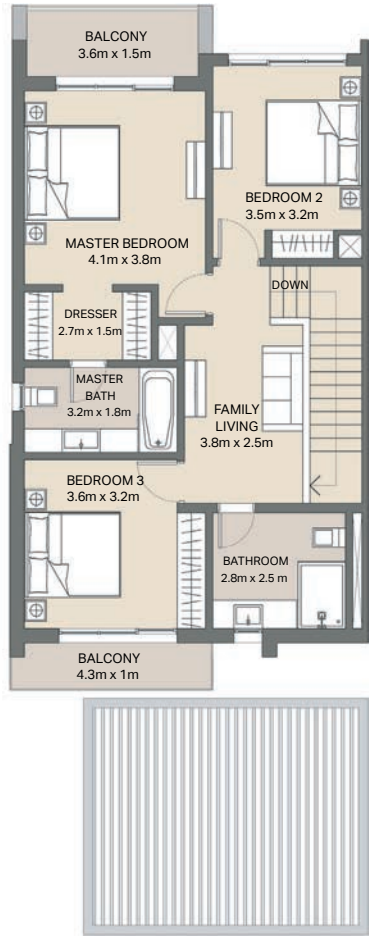 BALCONY
3.6m x 1.5m
BEDROOM 2
3.5m x 3.2m
MASTER BEDROOM
4.1m x 3.8m
DOWN
DRESSER
2.7m x 1.5m
MASTER
BATH
3.2m x 1.8m
FAMILY
LIVING
3.8m x 2.5m
BEDROOM 3
3.6m x 3.2m
BATHROOM
2.8m x 2.5 m
BALCONY
4.3m x 1m